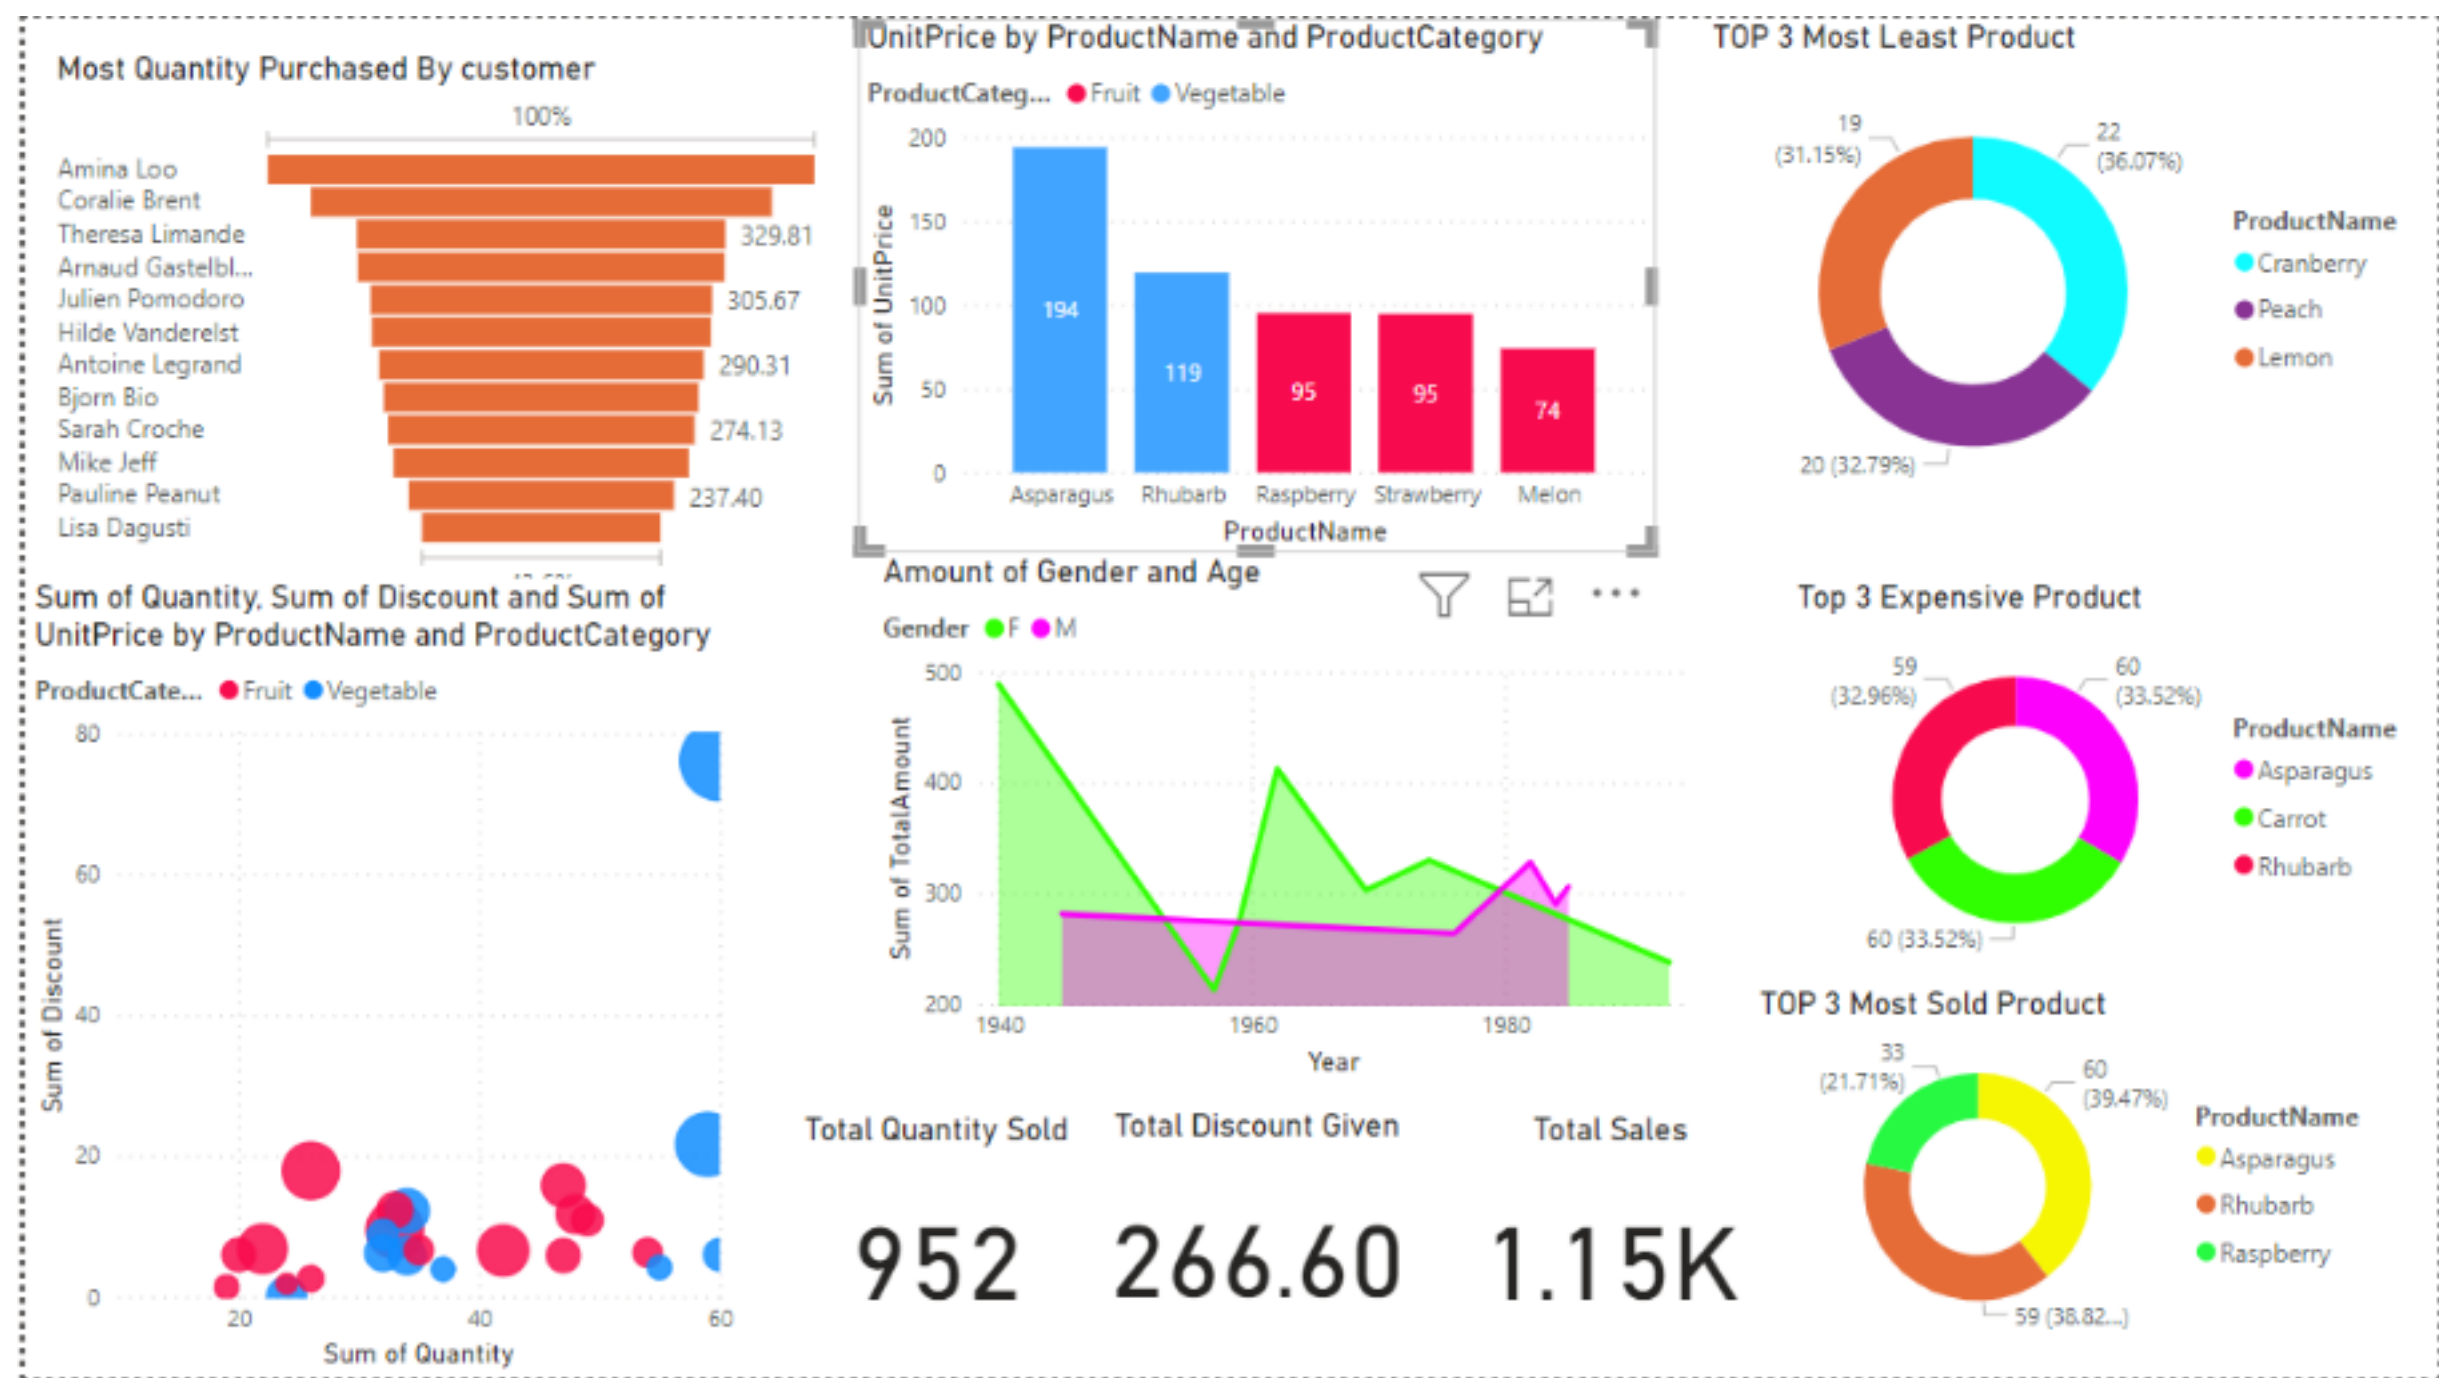 Most Quantity Purchased By customer
100%
Amina Loo
Coralie Brent
Theresa Limande
329.81
Arnaud Gastelbl...
Julien Pomodoro
305.67
Hilde Vanderelst
Antoine Legrand
290.31
Bjorn Bio
Sarah Croche
274.13
Mike Jeff
Pauline Peanut
237.40
Lisa Dagusti
UnitPrice by ProductName and ProductCategory
ProductCateg... Fruit Vegetable
Sum of UnitPrice
200
150
100
50
0
194
119
95
95
74
Asparagus Rhubarb Raspberry Strawberry Melon
ProductName
TOP 3 Most Least Product
19
(31.15%)
22
(36.07%)
20 (32.79%)
ProductName
Cranberry
Peach
Lemon
Sum of Quantity, Sum of Discount and Sum of
UnitPrice by ProductName and ProductCategory
ProductCate... Fruit Vegetable
Sum of Discount
80
60
40
20
0
20 40 60
Sum of Quantity
Amount of Gender and Age
Gender F M
Sum of TotalAmount
500
400
300
200
1940 1960 1980
Year
Top 3 Expensive Product
59
(32.96%)
60
(33.52%)
60 (33.52%)
ProductName
Asparagus
Carrot
Rhubarb
TOP 3 Most Sold Product
33
(21.71%)
60
(39.47%)
59 (38.82...)
ProductName
Asparagus
Rhubarb
Raspberry
Total Quantity Sold
952
Total Discount Given
266.60
Total Sales
1.15K